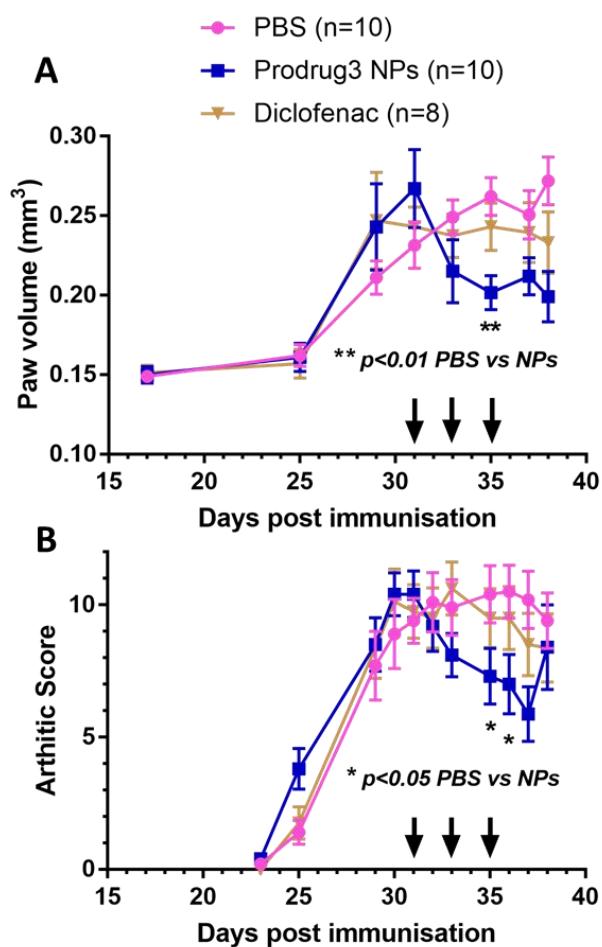 PBS (n=10)
Prodrug3 NPs (n=10)
Diclofenac (n=8)
A
0.30
0.25
0.20
0.15
0.10
Paw volume (mm³)
**
** p<0.01 PBS vs NPs
15 20 25 30 35 40
Days post immunisation
B
10
5
0
Arthitic Score
* *
* p<0.05 PBS vs NPs
15 20 25 30 35 40
Days post immunisation